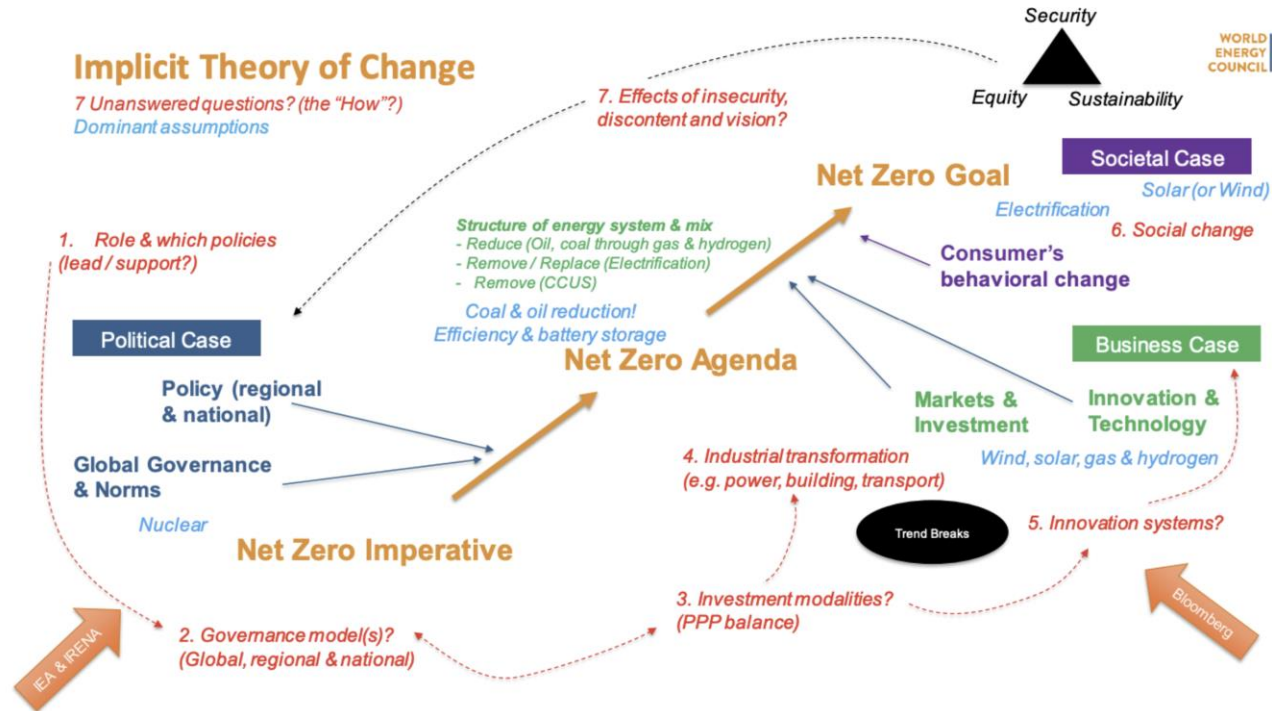 Implicit Theory of Change
7 Unanswered questions? (the “How”?)
Dominant assumptions
7. Effects of insecurity,
discontent and vision?
Security
Equity
Sustainability
WORLD
ENERGY
COUNCIL
Societal Case
Solar (or Wind)
Electrification
6. Social change
Net Zero Goal
Consumer’s
behavioral change
1. Role & which policies
(lead / support?)
Structure of energy system & mix
- Reduce (Oil, coal through gas & hydrogen)
- Remove / Replace (Electrification)
- Remove (CCUS)
Coal & oil reduction!
Efficiency & battery storage
Political Case
Net Zero Agenda
Business Case
Policy (regional
& national)
Global Governance
& Norms
Nuclear
Markets &
Investment
Innovation &
Technology
Wind, solar, gas & hydrogen
4. Industrial transformation
(e.g. power, building, transport)
Trend Breaks
5. Innovation systems?
Net Zero Imperative
3. Investment modalities?
(PPP balance)
2. Governance model(s)?
(Global, regional & national)
IEA & IRENA
Bloomberg